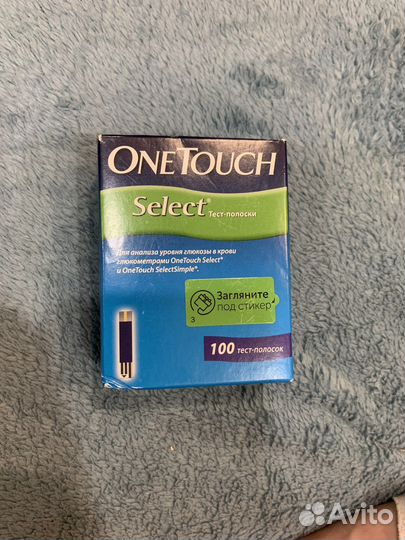 ONETOUCH
Select® Тест-полоски
Для анализа уровня глюкозы в крови
глюкометрами OneTouch Select®
и OneTouch SelectSimple®.
Загляните
под стикер
3
100 тест-полосок
Avito